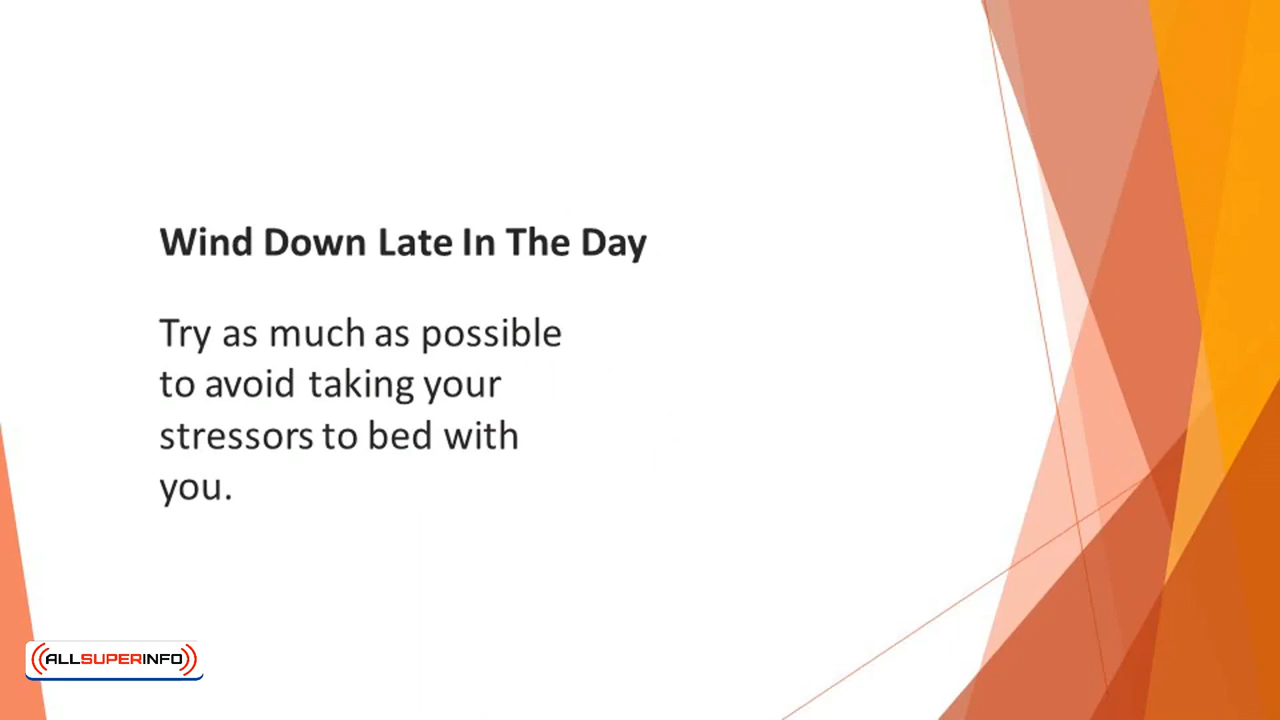 Wind Down Late In The Day
Try as much as possible
to avoid taking your
stressors to bed with
you.
ALLSUPERINFO